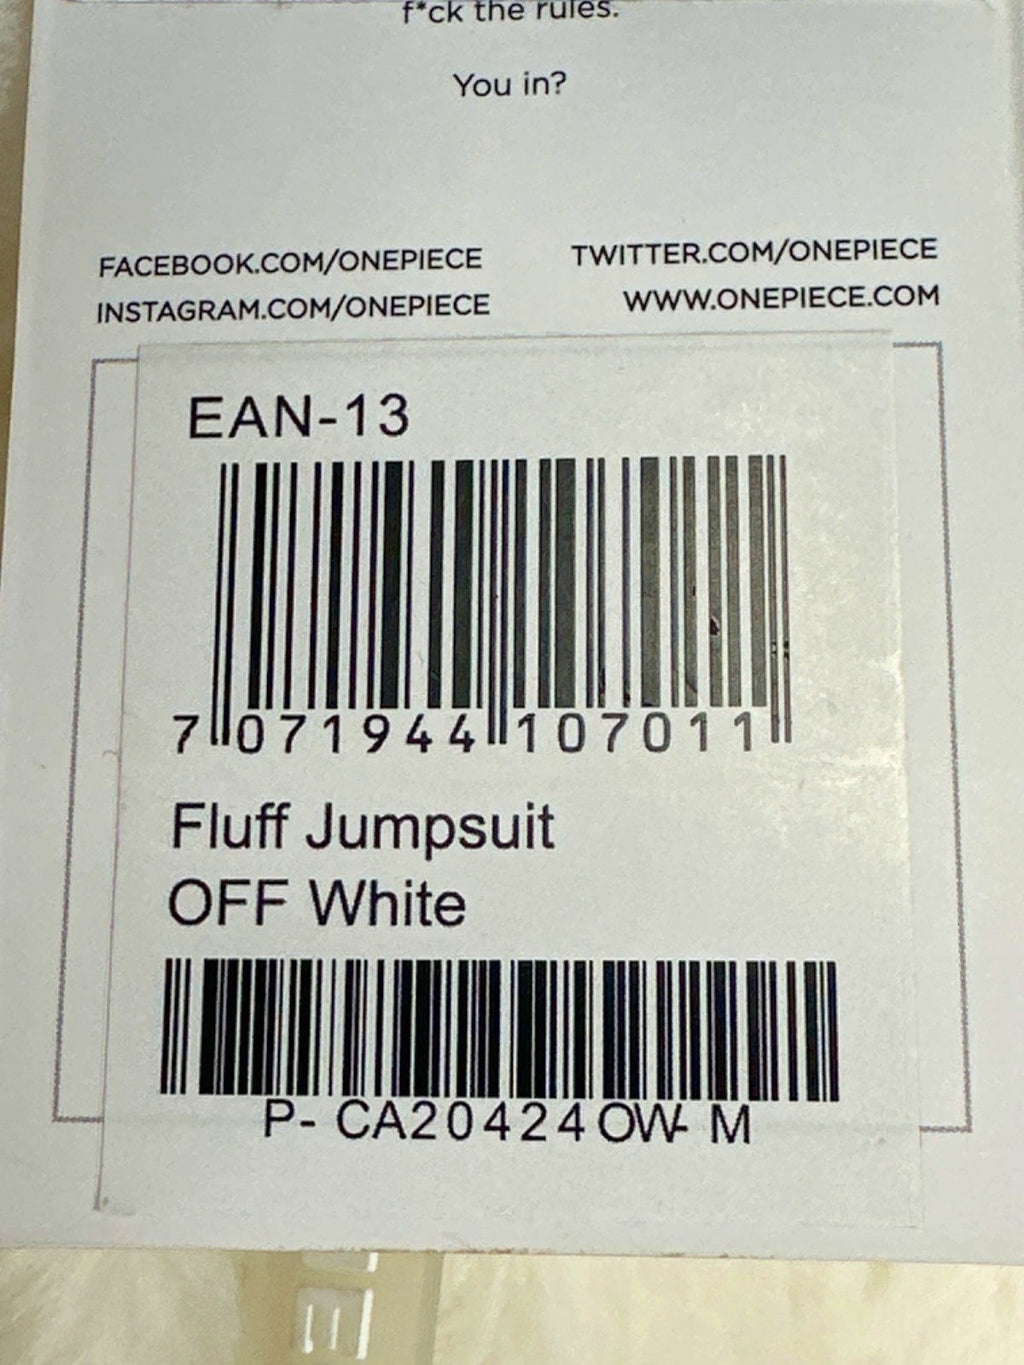 f*ck the rules.
You in?
FACEBOOK.COM/ONEPIECE TWITTER.COM/ONEPIECE
INSTAGRAM.COM/ONEPIECE WWW.ONEPIECE.COM
EAN-13
7 071944 107011
Fluff Jumpsuit
OFF White
P- CA204240W- M